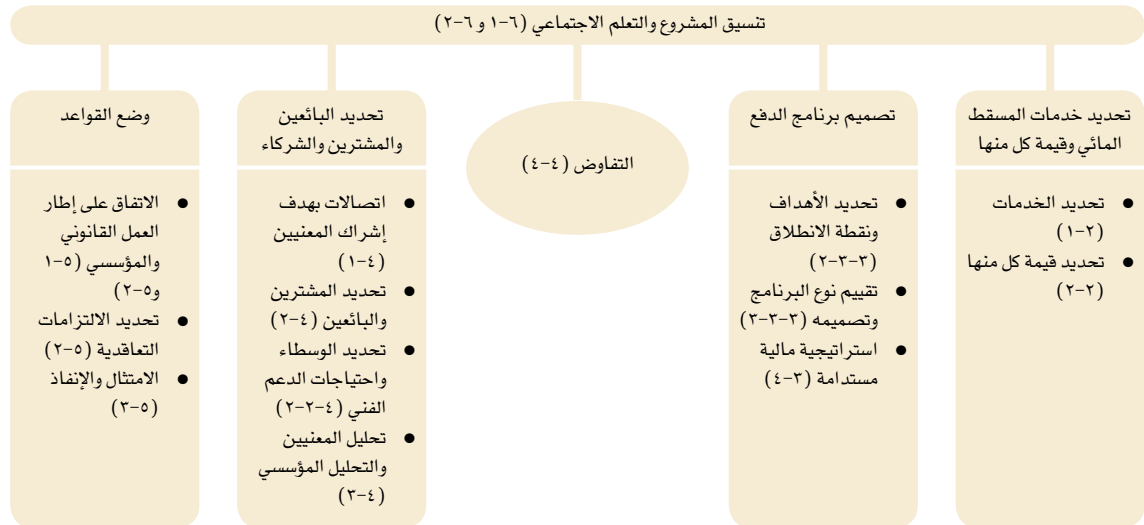 تنسيق المشروع والتعلم الاجتماعي (٦-١ و ٦-٢)
تحديد خدمات المسقط
المائي وقيمة كل منها
● تحديد الخدمات
(٢-١)
● تحديد قيمة كل منها
(٢-٢)
تصميم برنامج الدفع
● تحديد الأهداف
ونقطة الانطلاق
(٣-٣-٢)
● تقييم نوع البرنامج
وتصميمه (٣-٣-٣)
● استراتيجية مالية
مستدامة (٣-٤)
التفاوض (٤-٤)
تحديد البائعين
والمشترين والشركاء
● اتصالات بهدف
إشراك المعنيين
(٤-١)
● تحديد المشترين
والبائعين (٤-٢)
● تحديد الوسطاء
واحتياجات الدعم
الفني (٤-٢-٢)
● تحليل المعنيين
والتحليل المؤسسي
(٤-٣)
وضع القواعد
● الاتفاق على إطار
العمل القانوني
والمؤسسي (٥-١
و٥-٢)
● تحديد الالتزامات
التعاقدية (٥-٢)
● الامتثال والإنفاذ
(٥-٣)